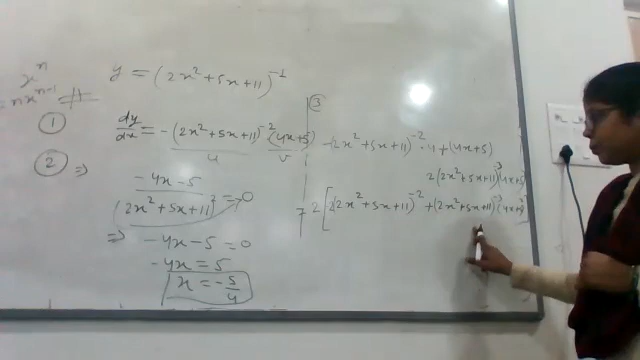 xⁿ
= nxⁿ⁻¹
y = (2x² + 5x + 11)⁻¹
①
dy/dx = - (2x² + 5x + 11)⁻² (4x + 5)
u v
② ⇒
- 4x - 5 / (2x² + 5x + 11)² = 0
⇒ - 4x - 5 = 0
- 4x = 5
x = - 5/4
③
- (2x² + 5x + 11)⁻² · 4 + (4x + 5)
2 (2x² + 5x + 11)⁻³ (4x + 5)
2 [ - 2(2x² + 5x + 11)⁻² + (2x² + 5x + 11)⁻³ (4x + 5)²